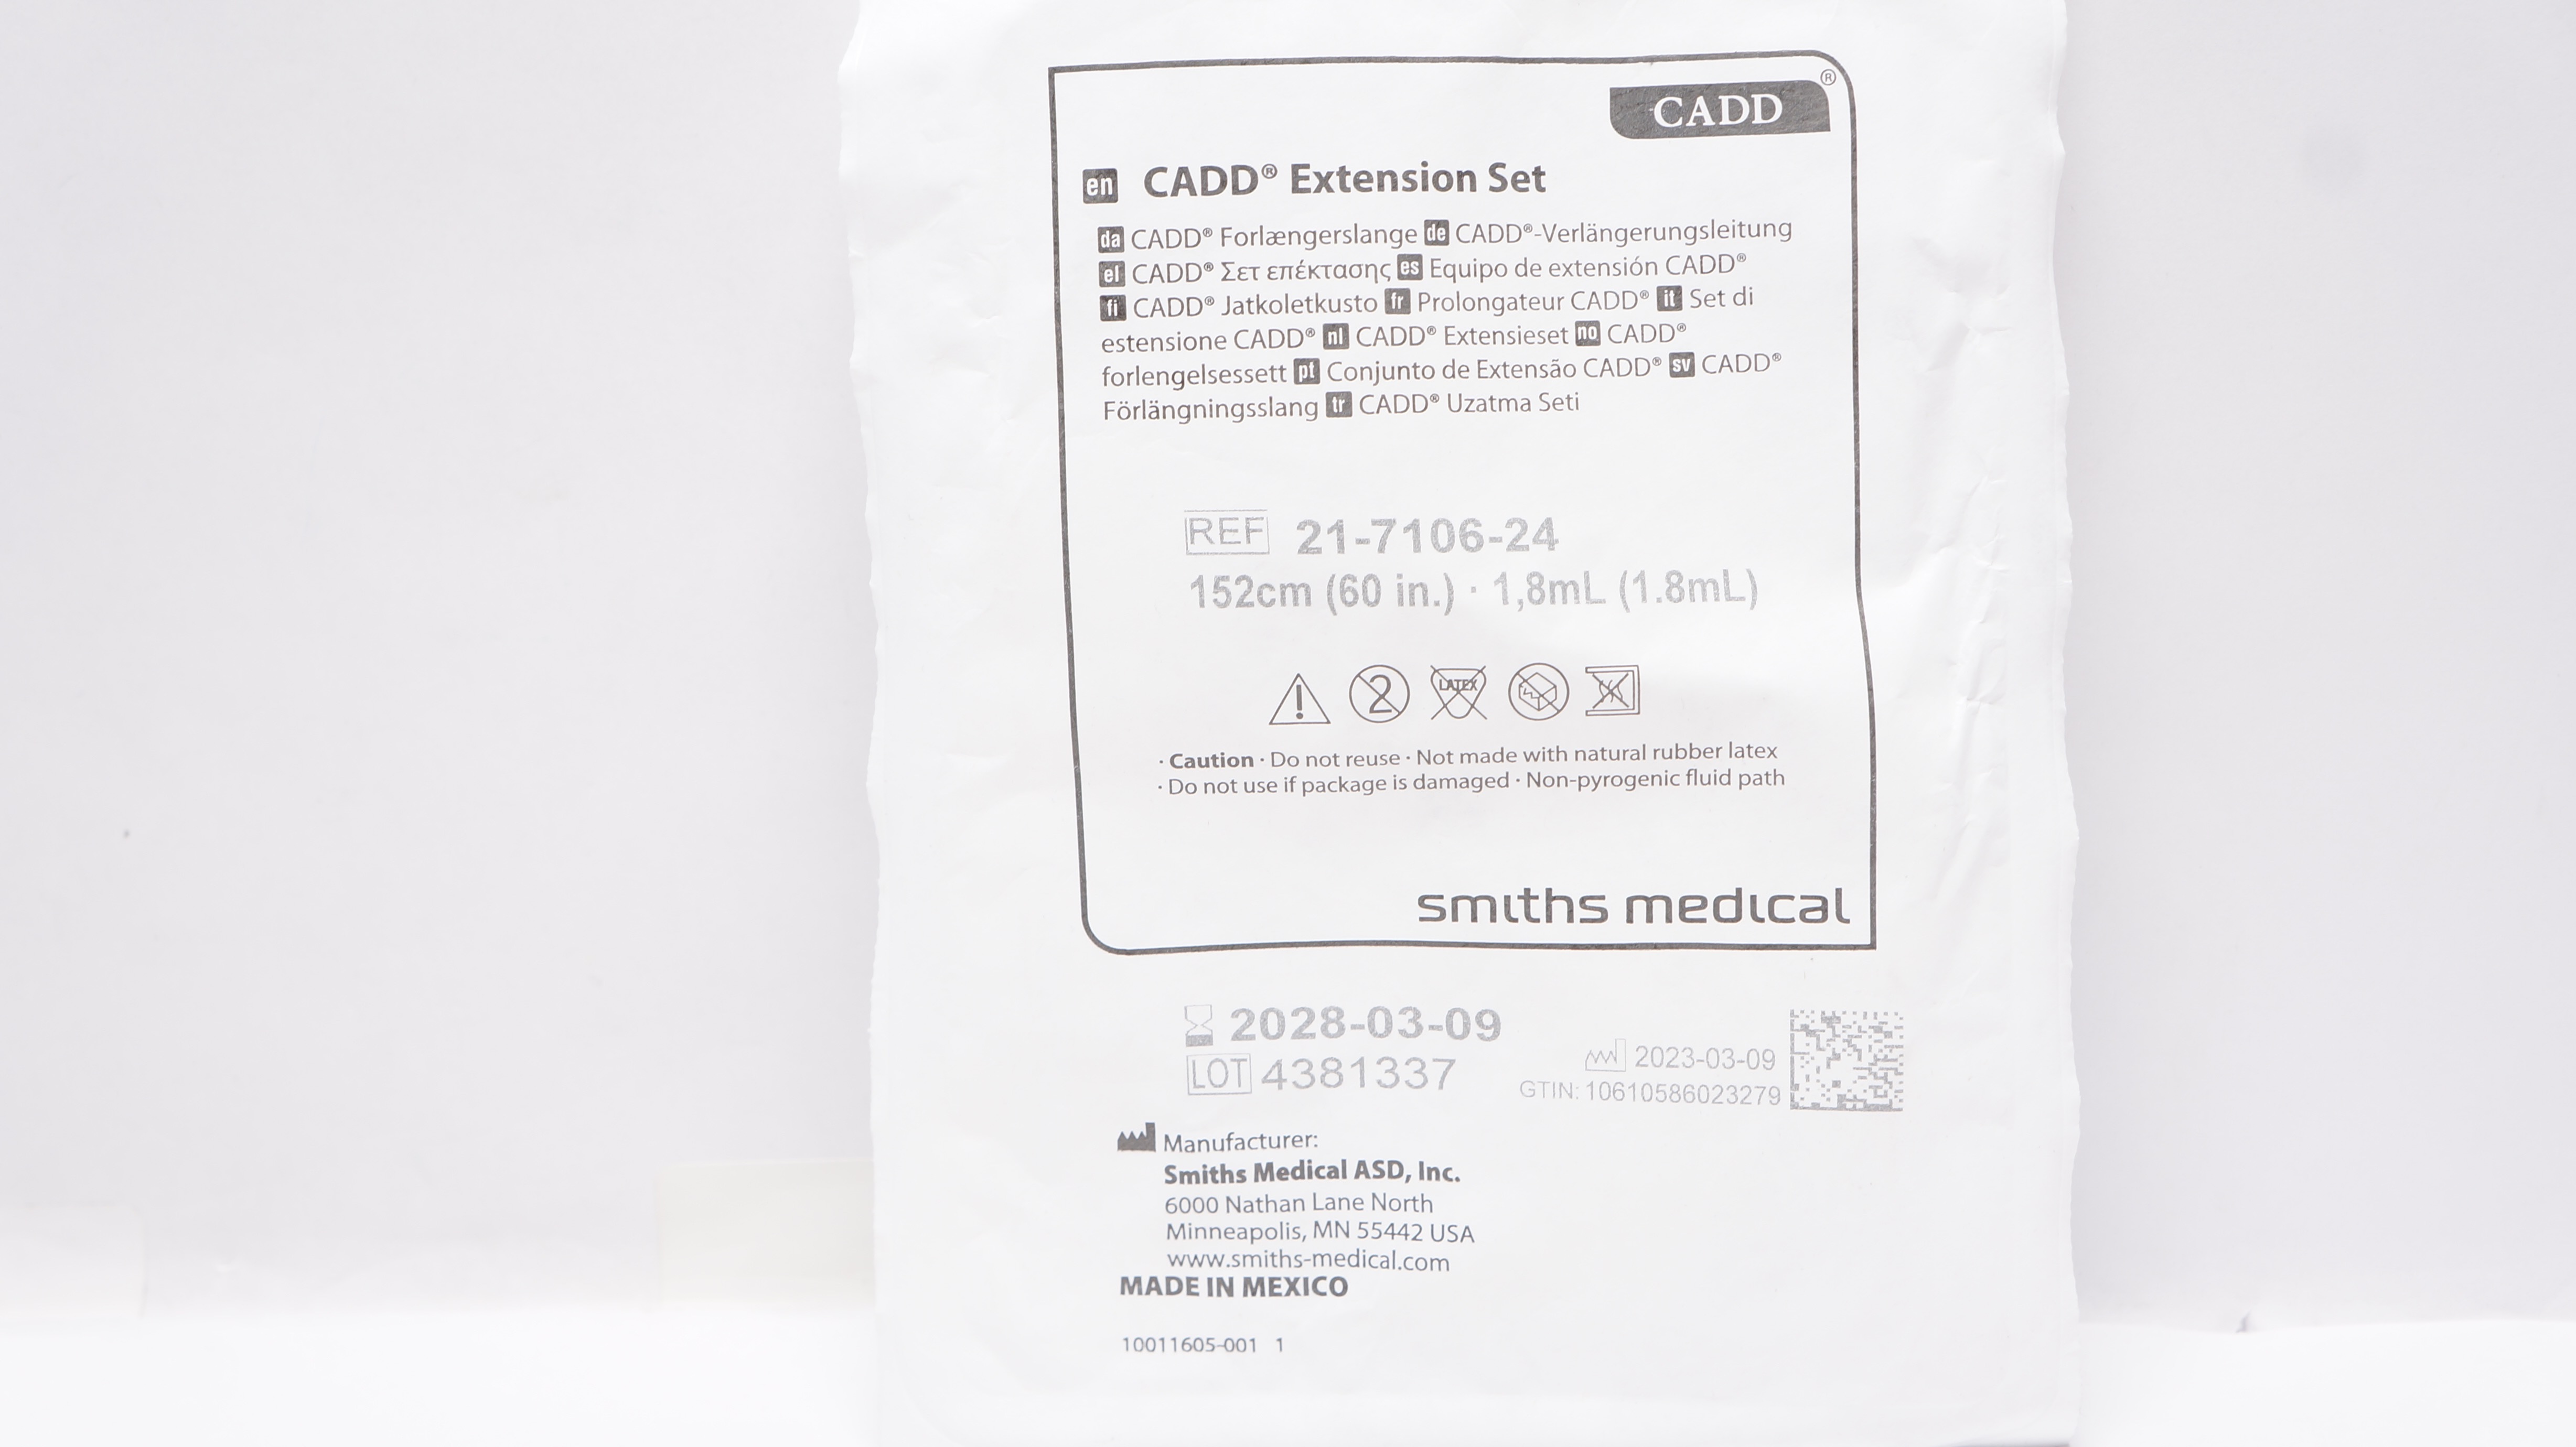 CADD®
en CADD® Extension Set
da CADD® Forlængerslange de CADD®-Verlängerungsleitung
el CADD® Σετ επέκτασης es Equipo de extensión CADD®
fi CADD® Jatkoletkusto fr Prolongateur CADD® it Set di
estensione CADD® nl CADD® Extensieset no CADD®
forlengelsessett pt Conjunto de Extensão CADD® sv CADD®
Förlängningsslang tr CADD® Uzatma Seti
REF 21-7106-24
152cm (60 in.) · 1,8mL (1.8mL)
2 LATEX
· Caution · Do not reuse · Not made with natural rubber latex
· Do not use if package is damaged · Non-pyrogenic fluid path
smiths medical
2028-03-09
LOT 4381337
2023-03-09
GTIN: 10610586023279
Manufacturer:
Smiths Medical ASD, Inc.
6000 Nathan Lane North
Minneapolis, MN 55442 USA
www.smiths-medical.com
MADE IN MEXICO
10011605-001 1